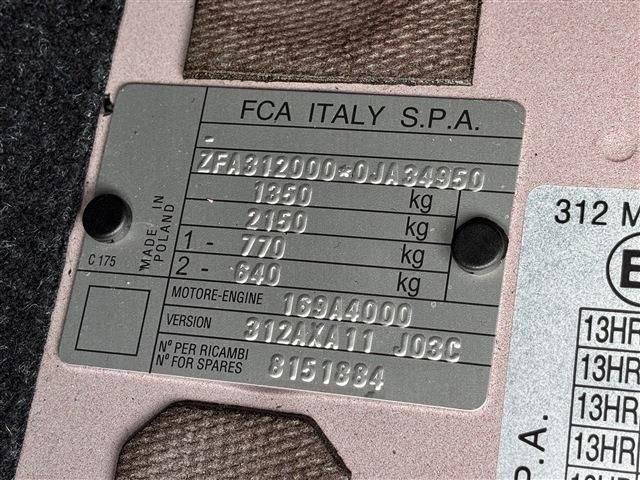 FCA ITALY S.P.A.
-
ZFA312000*0JA34950
1350 kg
2150 kg
1 - 770 kg
2 - 640 kg
MOTORE-ENGINE 169A4000
VERSION 312AXA11 J03C
Nº PER RICAMBI
Nº FOR SPARES 8151884
C 175
MADE IN
POLAND
312 M
E
13HR
13HR
13HR
13HR
P.A.